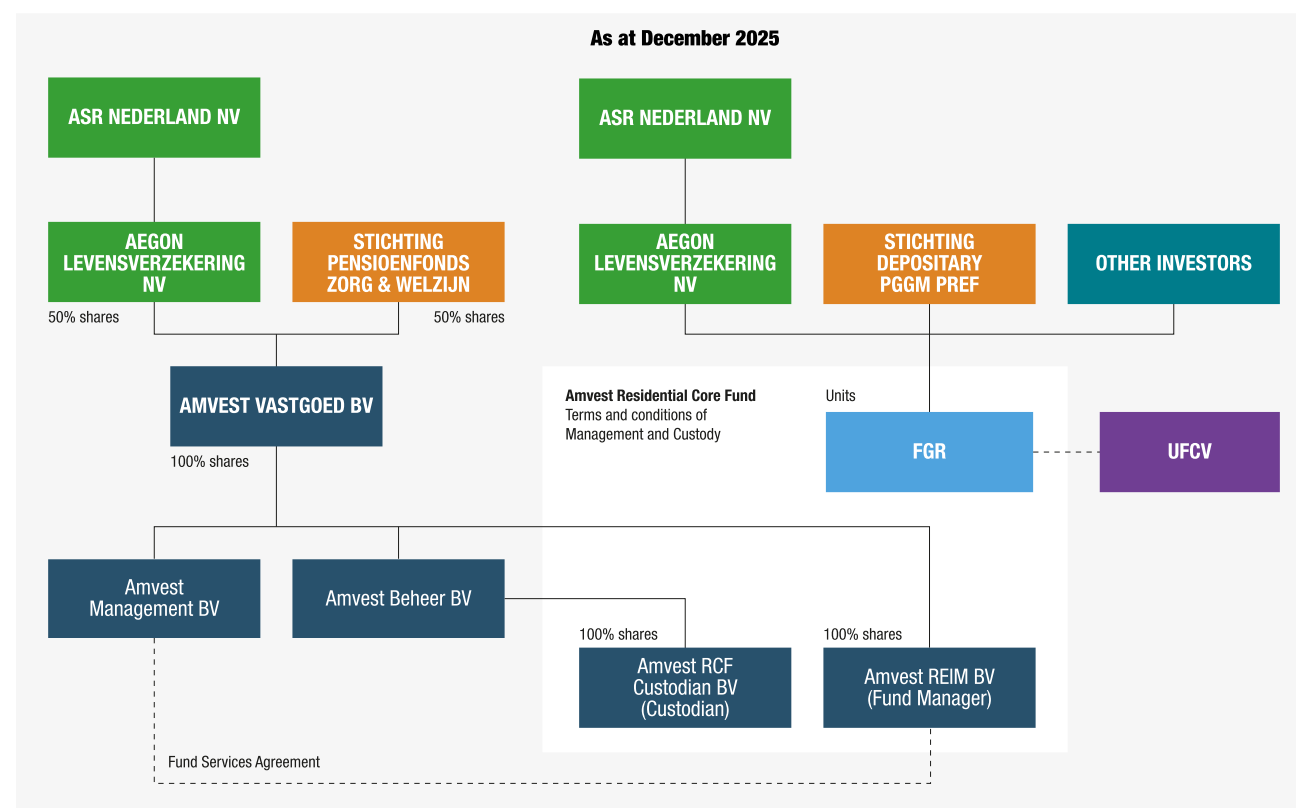 As at December 2025
ASR NEDERLAND NV
ASR NEDERLAND NV
AEGON
LEVENSVERZEKERING
NV
STICHTING
PENSIOENFONDS
ZORG & WELZIJN
AEGON
LEVENSVERZEKERING
NV
STICHTING
DEPOSITARY
PGGM PREF
OTHER INVESTORS
50% shares
50% shares
AMVEST VASTGOED BV
100% shares
Amvest Residential Core Fund
Terms and conditions of
Management and Custody
Units
FGR
UFCV
Amvest
Management BV
Amvest Beheer BV
100% shares
Amvest RCF
Custodian BV
(Custodian)
100% shares
Amvest REIM BV
(Fund Manager)
Fund Services Agreement